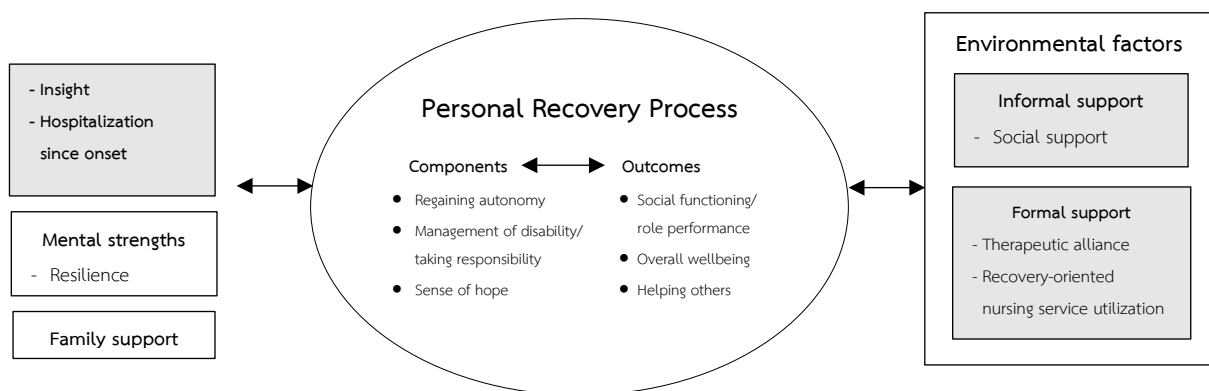 - Insight
- Hospitalization
since onset
Mental strengths
- Resilience
Family support
Personal Recovery Process
Components
Regaining autonomy
Management of disability/
taking responsibility
Sense of hope
Outcomes
Social functioning/
role performance
Overall wellbeing
Helping others
Environmental factors
Informal support
- Social support
Formal support
- Therapeutic alliance
- Recovery-oriented
nursing service utilization